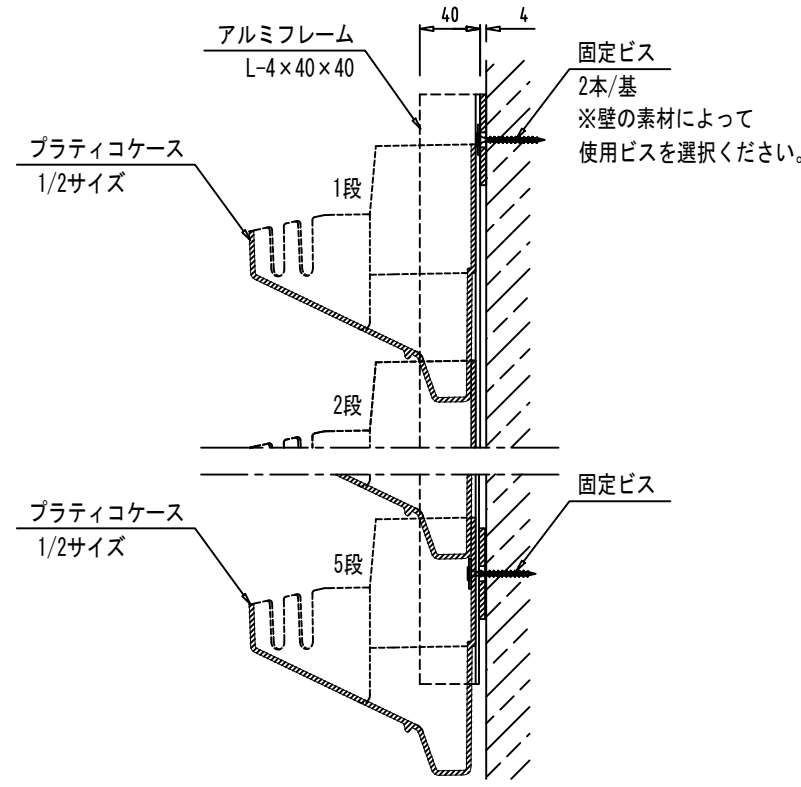 40
4
アルミフレーム
L-4×40×40
固定ビス
2本/基
※壁の素材によって
使用ビスを選択ください。
プラティコケース
1/2サイズ
1段
2段
固定ビス
プラティコケース
1/2サイズ
5段